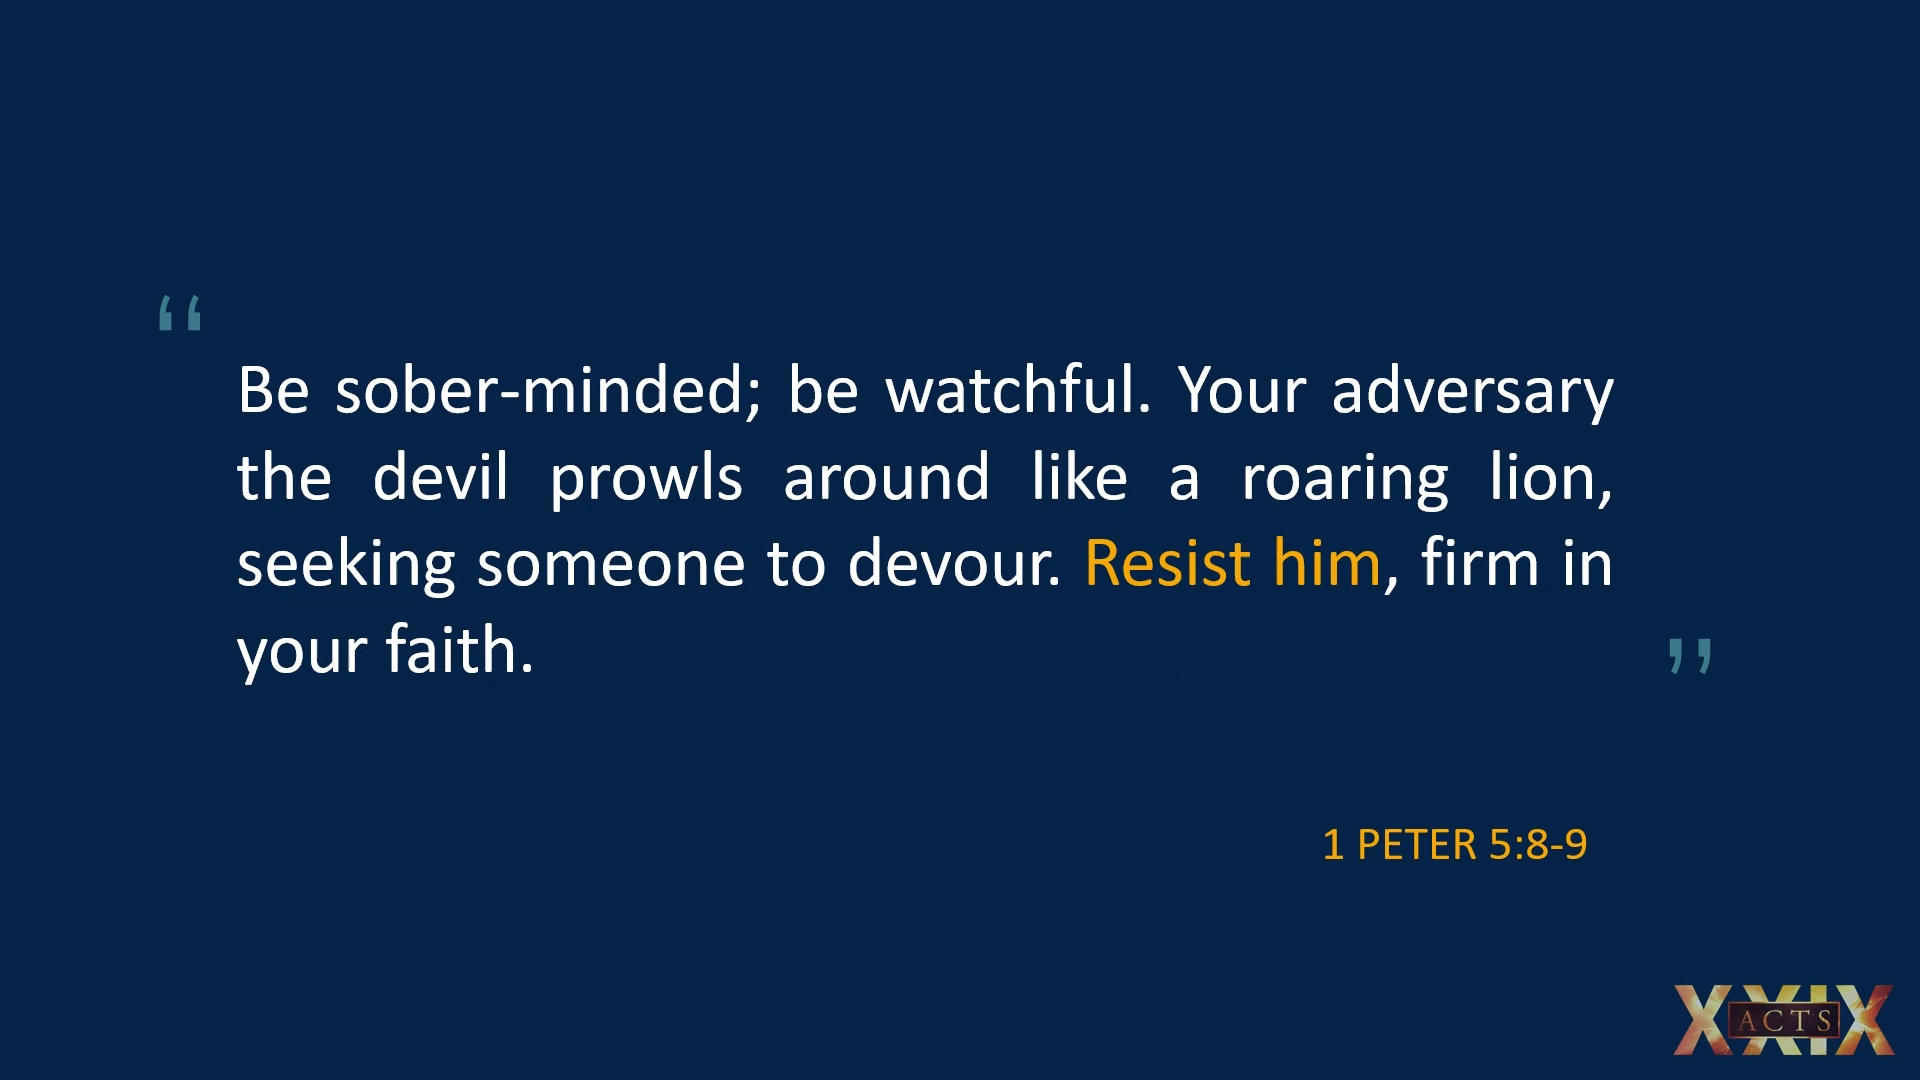 “
Be sober-minded; be watchful. Your adversary
the devil prowls around like a roaring lion,
seeking someone to devour. Resist him, firm in
your faith.
”
1 PETER 5:8-9
XXIX
ACTS